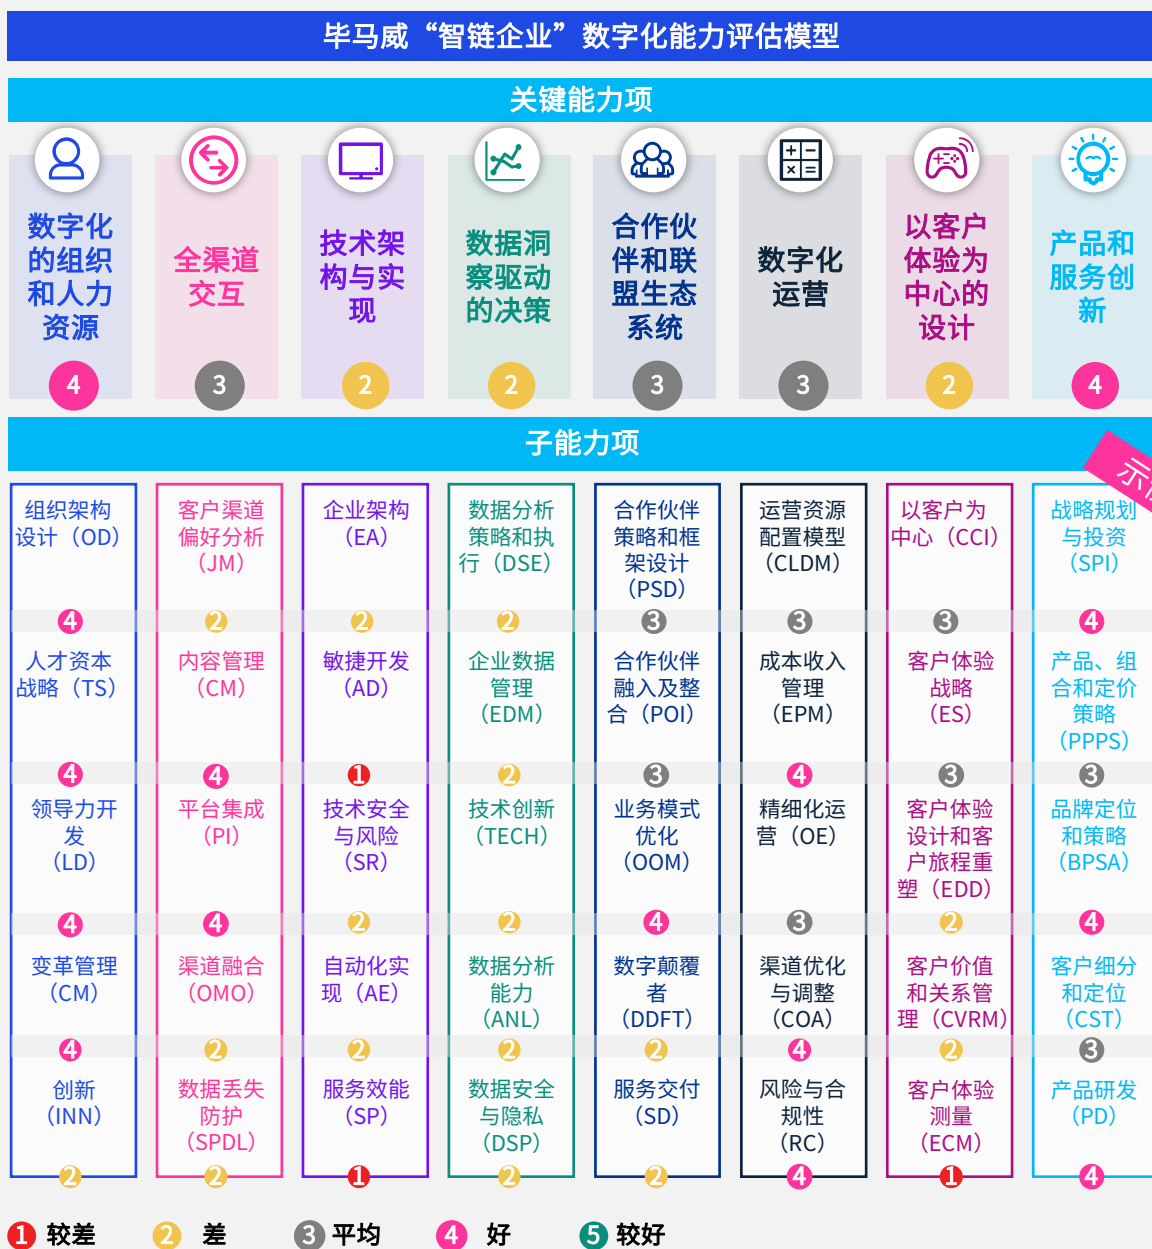 毕马威“智链企业”数字化能力评估模型
关键能力项
数字化
的组织
和人力
资源
4
全渠道
交互
3
技术架
构与实
现
2
数据洞
察驱动
的决策
2
合作伙
伴和联
盟生态
系统
3
数字化
运营
3
以客户
体验为
中心的
设计
2
产品和
服务创
新
4
子能力项
示
组织架构
设计（OD）
4
人才资本
战略（TS）
4
领导力开
发
（LD）
4
变革管理
（CM）
4
创新
（INN）
2
客户渠道
偏好分析
（JM）
2
内容管理
（CM）
4
平台集成
（PI）
4
渠道融合
（OMO）
2
数据丢失
防护
（SPDL）
2
企业架构
（EA）
2
敏捷开发
（AD）
1
技术安全
与风险
（SR）
2
自动化实
现（AE）
2
服务效能
（SP）
1
数据分析
策略和执
行（DSE）
2
企业数据
管理
（EDM）
2
技术创新
（TECH）
2
数据分析
能力
（ANL）
2
数据安全
与隐私
（DSP）
2
合作伙伴
策略和框
架设计
（PSD）
3
合作伙伴
融入及整
合（POI）
3
业务模式
优化
（OOM）
4
数字颠覆
者
（DDFT）
2
服务交付
（SD）
2
运营资源
配置模型
（CLDM）
3
成本收入
管理
（EPM）
4
精细化运
营（OE）
3
渠道优化
与调整
（COA）
4
风险与合
规性
（RC）
4
以客户为
中心（CCI）
3
客户体验
战略
（ES）
3
客户体验
设计和客
户旅程重
塑（EDD）
2
客户价值
和关系管
理（CVRM）
2
客户体验
测量
（ECM）
1
战略规划
与投资
（SPI）
4
产品、组
合和定价
策略
（PPPS）
3
品牌定位
和策略
（BPSA）
4
客户细分
和定位
（CST）
3
产品研发
（PD）
4
1 较差 2 差 3 平均 4 好 5 较好